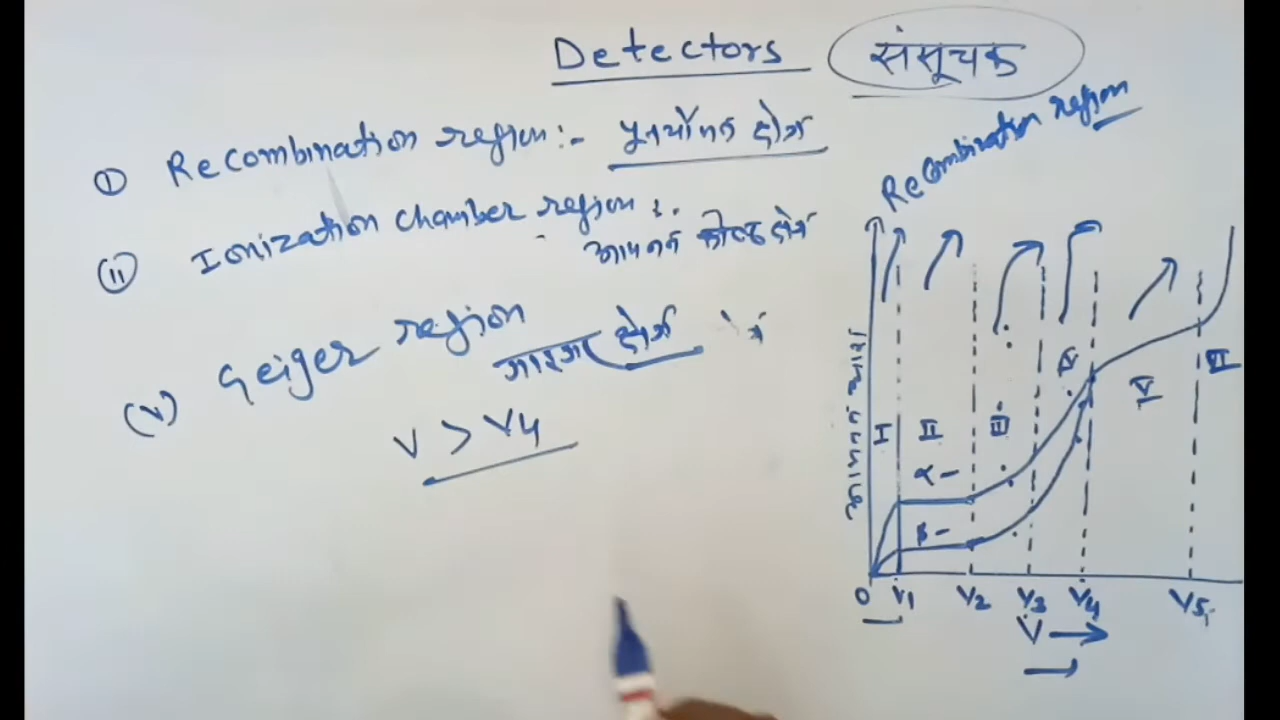 Detectors संसूचक
(i) Recombination region:- पुनर्योजन क्षेत्र
(ii) Ionization chamber region:.
आयनन कोष्ठ क्षेत्र
(V) Geiger region
गाइगर क्षेत्र
V > V4
Recombination region
I II III IV V VI
α-
β-
0 V1 V2 V3 V4 V5
V →